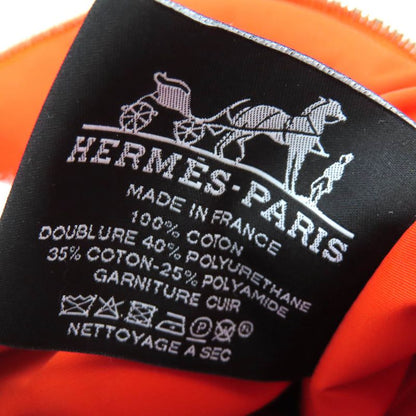 HERMÈS-PARIS
MADE IN FRANCE
100% COTON
DOUBLURE 40% POLYURETHANE
35% COTON-25% POLYAMIDE
GARNITURE CUIR
P
NETTOYAGE A SEC